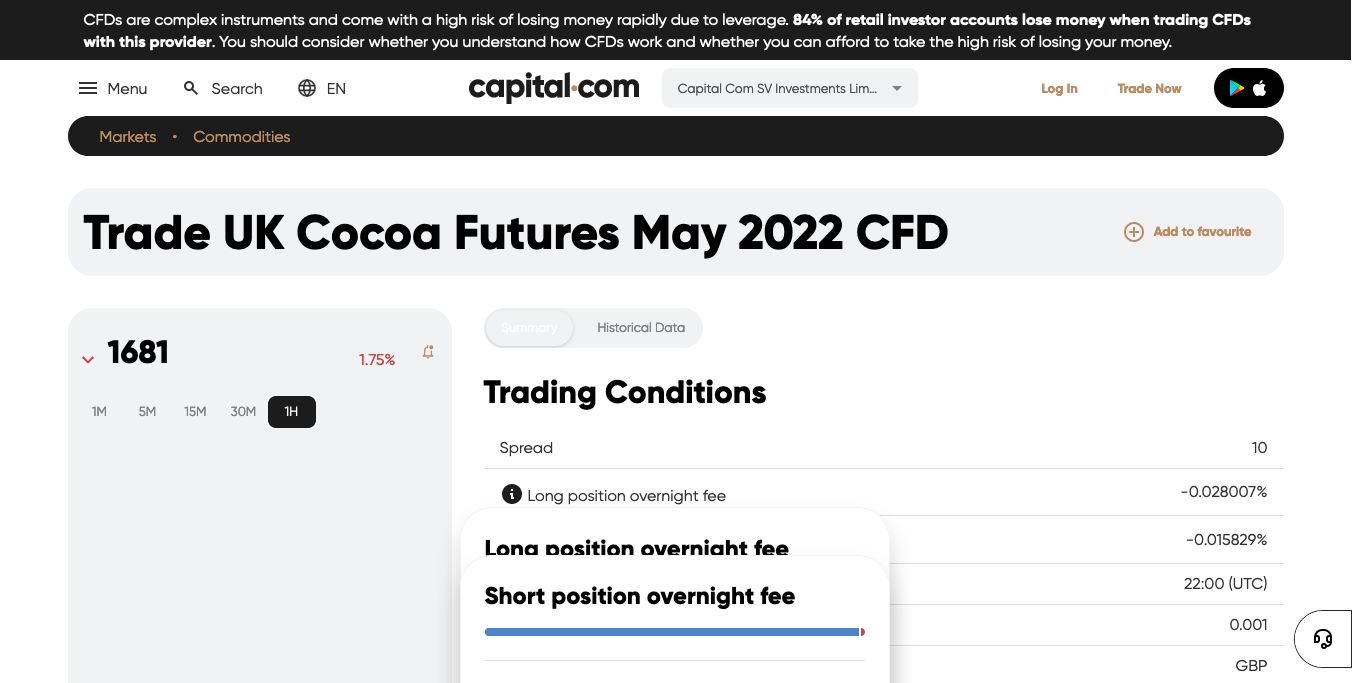 CFDs are complex instruments and come with a high risk of losing money rapidly due to leverage. 84% of retail investor accounts lose money when trading CFDs
with this provider. You should consider whether you understand how CFDs work and whether you can afford to take the high risk of losing your money.
Menu Search EN capital.com Capital Com SV Investments Lim... Log In Trade Now
Markets • Commodities
Trade UK Cocoa Futures May 2022 CFD Add to favourite
1681 1.75%
1M 5M 15M 30M 1H
Summary Historical Data
Trading Conditions
Spread 10
Long position overnight fee -0.028007%
Long position overnight fee -0.015829%
Short position overnight fee 22:00 (UTC)
0.001
GBP